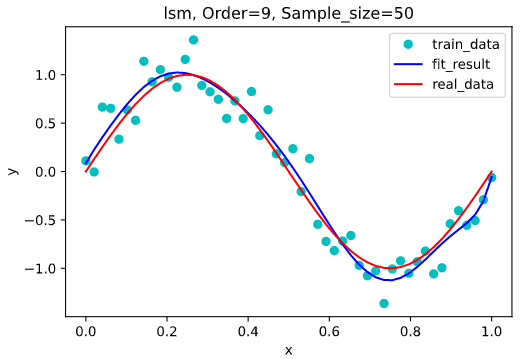 lsm, Order=9, Sample_size=50
train_data
fit_result
real_data
1.0
0.5
0.0
−0.5
−1.0
y
0.0 0.2 0.4 0.6 0.8 1.0
x